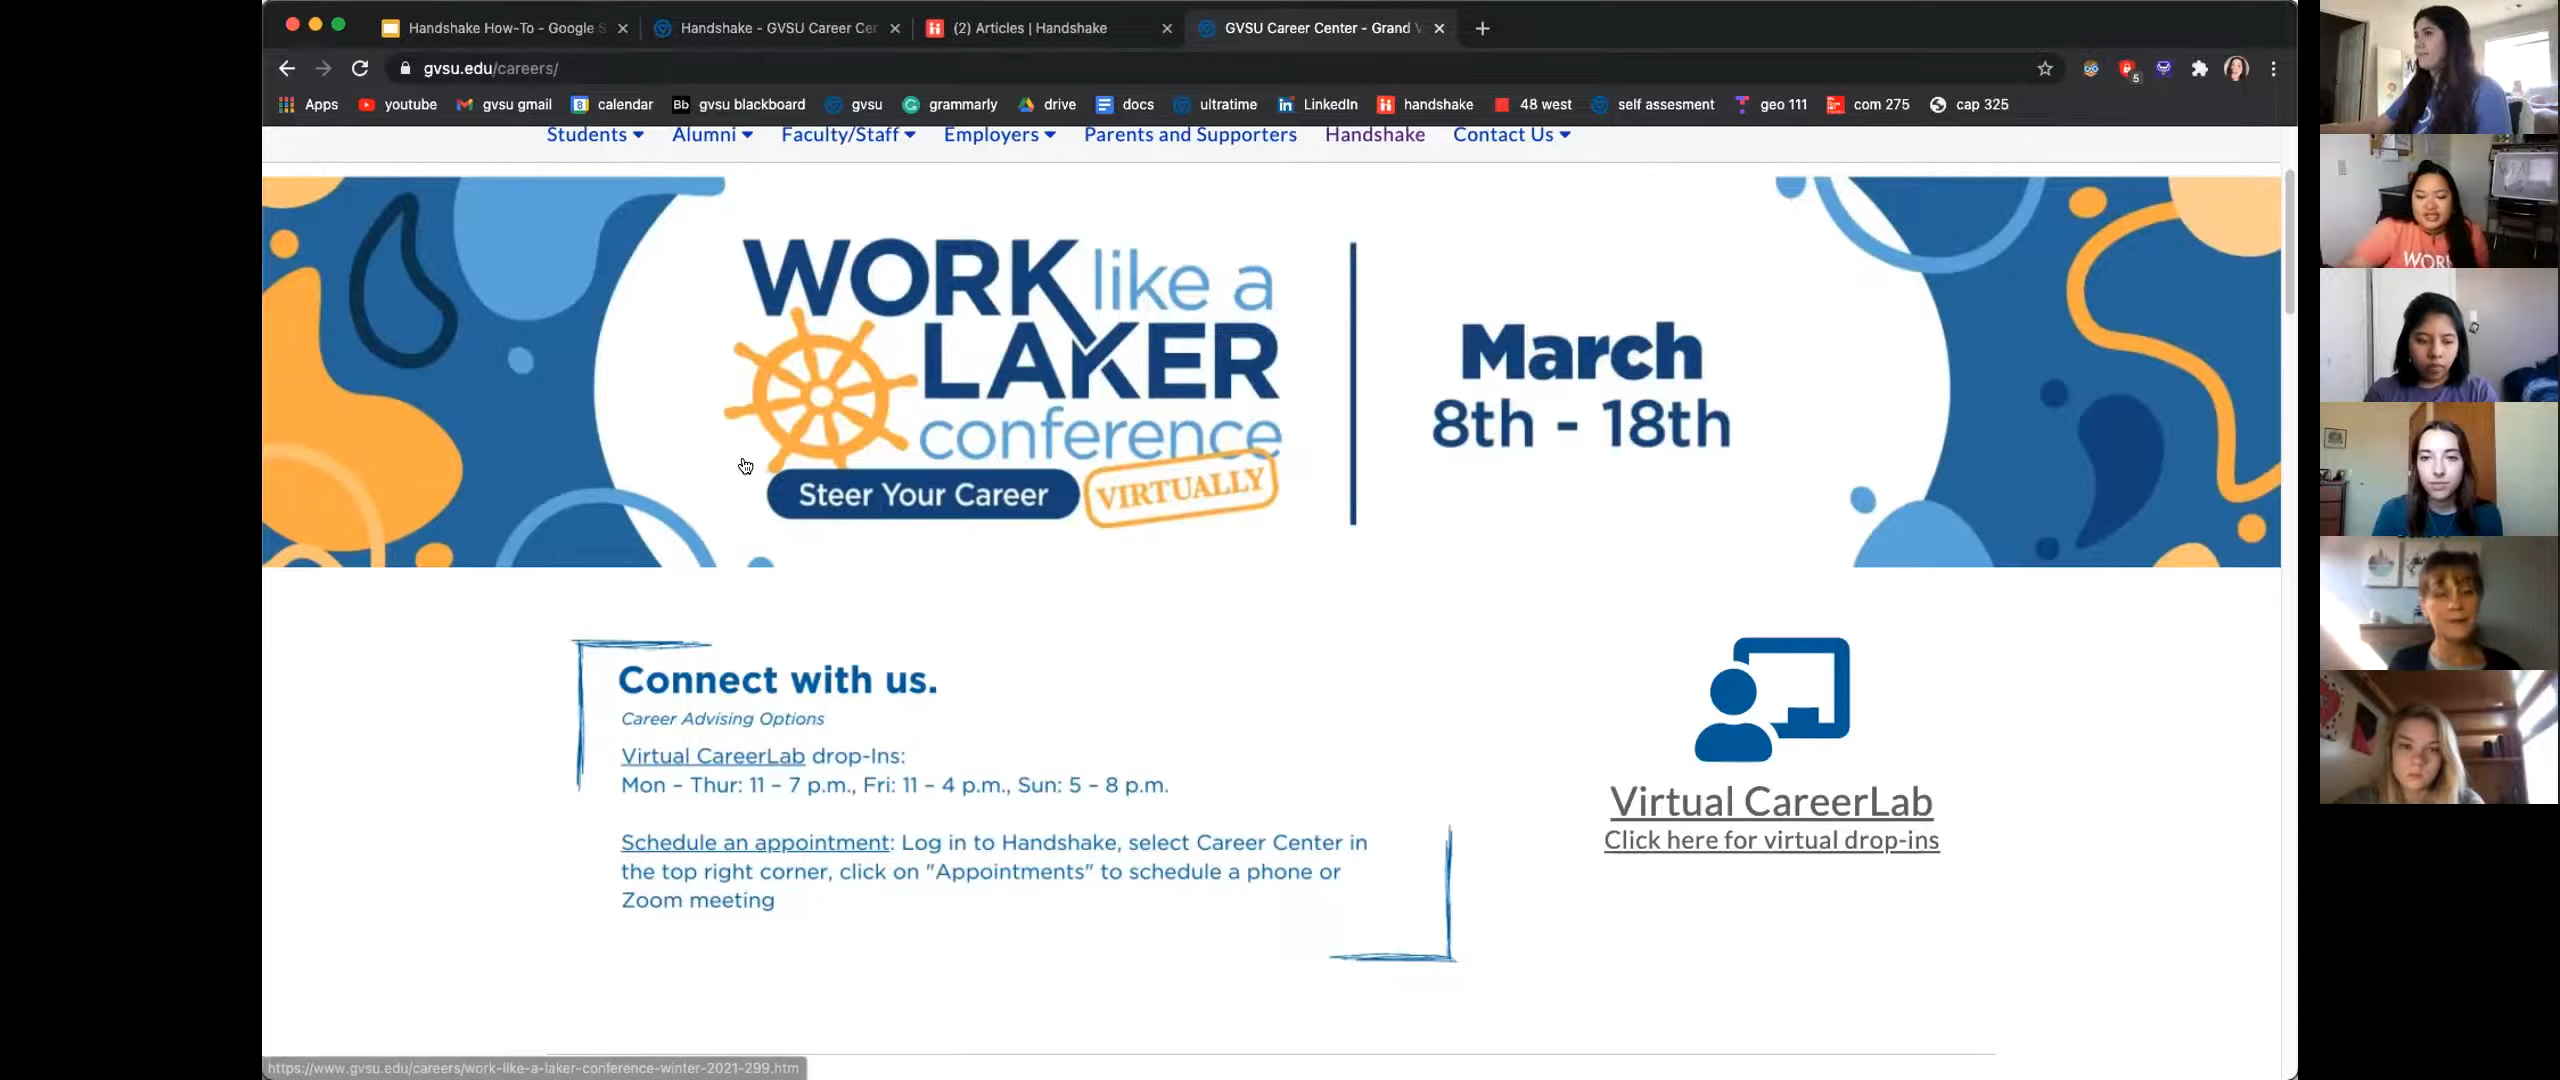 Handshake How-To - Google S
Handshake - GVSU Career Cer
(2) Articles | Handshake
GVSU Career Center - Grand V
gvsu.edu/careers/
5
Apps
youtube
gvsu gmail
8 calendar
Bb gvsu blackboard
gvsu
grammarly
drive
docs
ultratime
in LinkedIn
handshake
48 west
self assesment
geo 111
com 275
cap 325
Students
Alumni
Faculty/Staff
Employers
Parents and Supporters
Handshake
Contact Us
WORK like a
LAKER
conference
Steer Your Career
VIRTUALLY
March
8th - 18th
Connect with us.
Career Advising Options
Virtual CareerLab drop-Ins:
Mon – Thur: 11 – 7 p.m., Fri: 11 – 4 p.m., Sun: 5 – 8 p.m.
Schedule an appointment: Log in to Handshake, select Career Center in
the top right corner, click on "Appointments" to schedule a phone or
Zoom meeting
Virtual CareerLab
Click here for virtual drop-ins
https://www.gvsu.edu/careers/work-like-a-laker-conference-winter-2021-299.htm